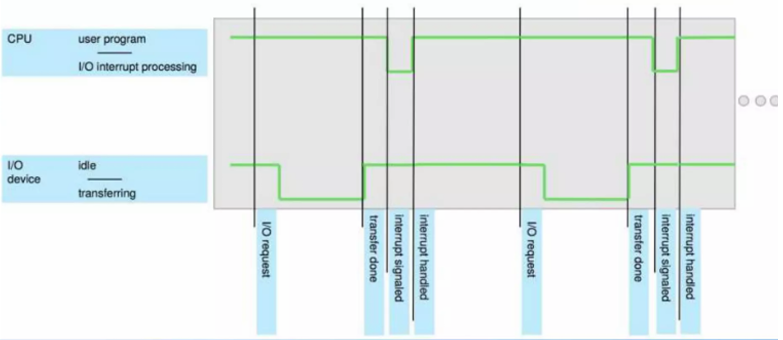 CPU
user program
I/O interrupt processing
I/O
device
idle
transferring
I/O request
transfer done
interrupt signaled
interrupt handled
I/O request
transfer done
interrupt signaled
interrupt handled